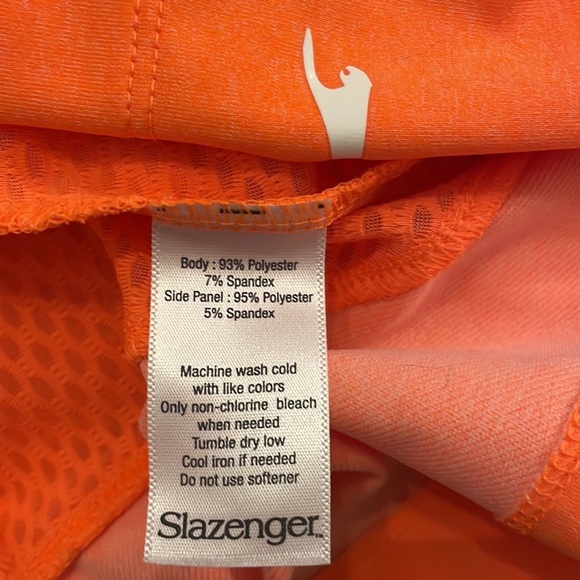 Body : 93% Polyester
7% Spandex
Side Panel : 95% Polyester
5% Spandex
Machine wash cold
with like colors
Only non-chlorine bleach
when needed
Tumble dry low
Cool iron if needed
Do not use softener
Slazenger™